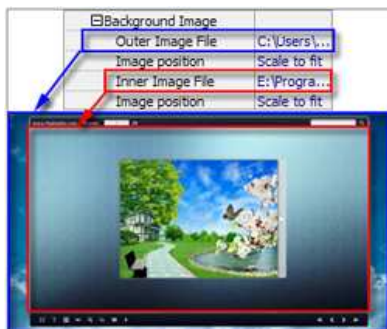 Background Image
Outer Image File C:\Users\...
Image position Scale to fit
Inner Image File E:\Progra...
Image position Scale to fit